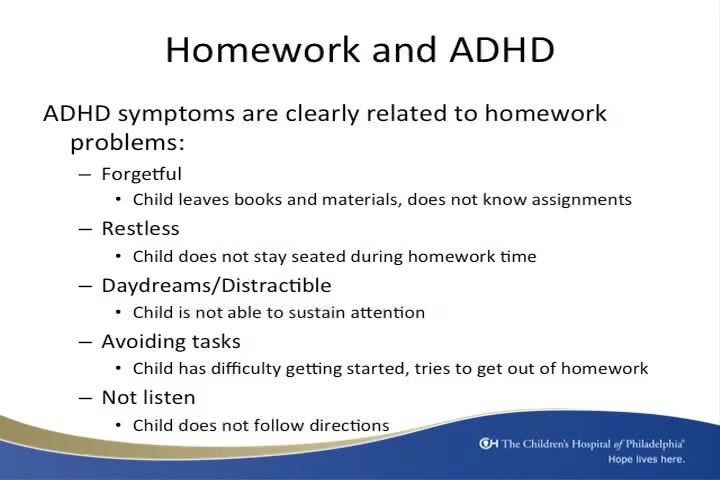 Homework and ADHD
ADHD symptoms are clearly related to homework
problems:
– Forgetful
• Child leaves books and materials, does not know assignments
– Restless
• Child does not stay seated during homework time
– Daydreams/Distractible
• Child is not able to sustain attention
– Avoiding tasks
• Child has difficulty getting started, tries to get out of homework
– Not listen
• Child does not follow directions
CH The Children's Hospital of Philadelphia®
Hope lives here.